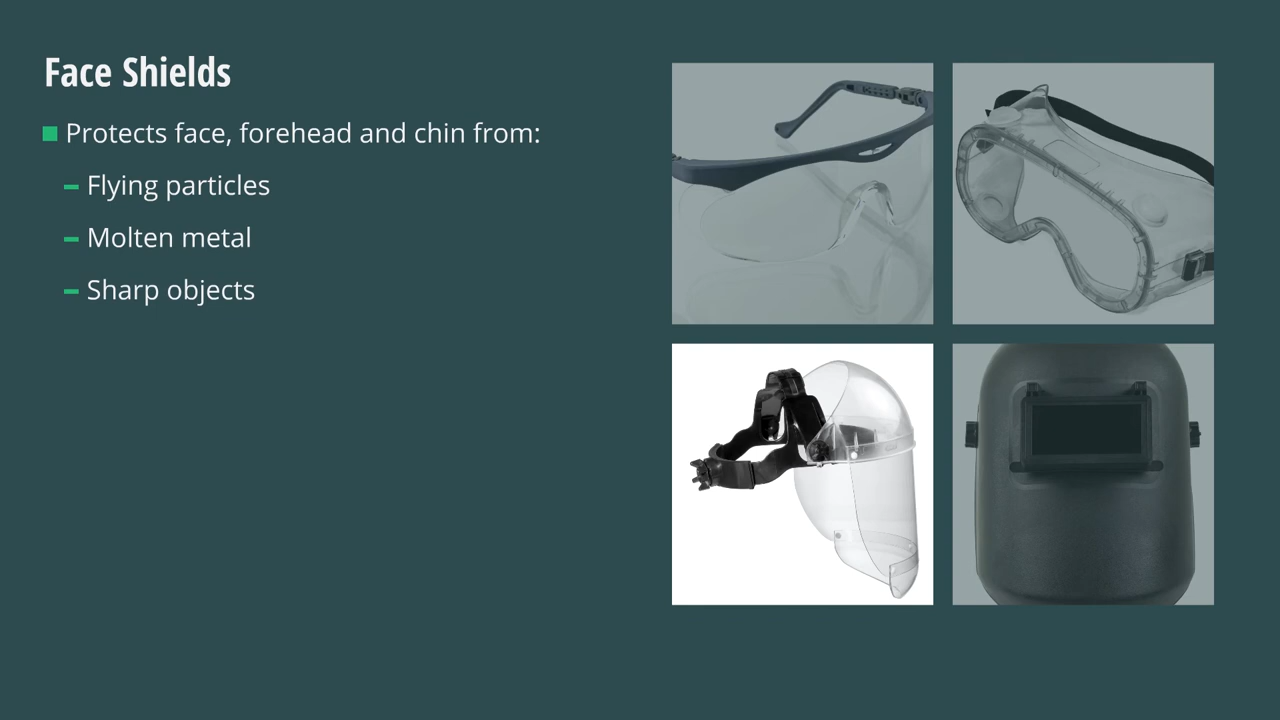 Face Shields
Protects face, forehead and chin from:
Flying particles
Molten metal
Sharp objects